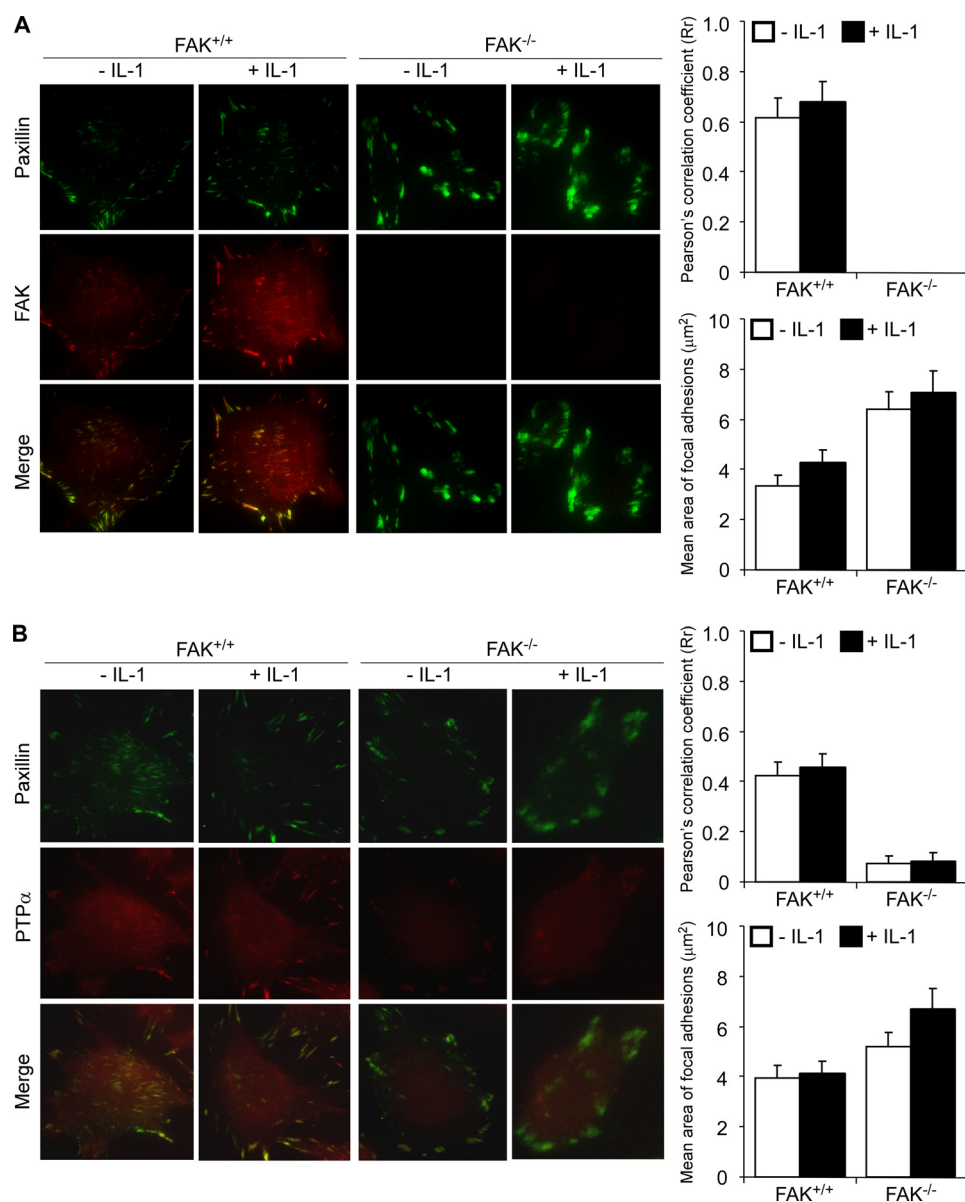 A
FAK+/+ FAK-/-
- IL-1 + IL-1 - IL-1 + IL-1
Paxillin
FAK
Merge
Pearson's correlation coefficient (Rr)
- IL-1 + IL-1
1.0
0.8
0.6
0.4
0.2
0
FAK+/+ FAK-/-
Mean area of focal adhesions (μm2)
- IL-1 + IL-1
10
8
6
4
2
0
FAK+/+ FAK-/-
B
FAK+/+ FAK-/-
- IL-1 + IL-1 - IL-1 + IL-1
Paxillin
PTPα
Merge
Pearson's correlation coefficient (Rr)
- IL-1 + IL-1
1.0
0.8
0.6
0.4
0.2
0
FAK+/+ FAK-/-
Mean area of focal adhesions (μm2)
- IL-1 + IL-1
10
8
6
4
2
0
FAK+/+ FAK-/-